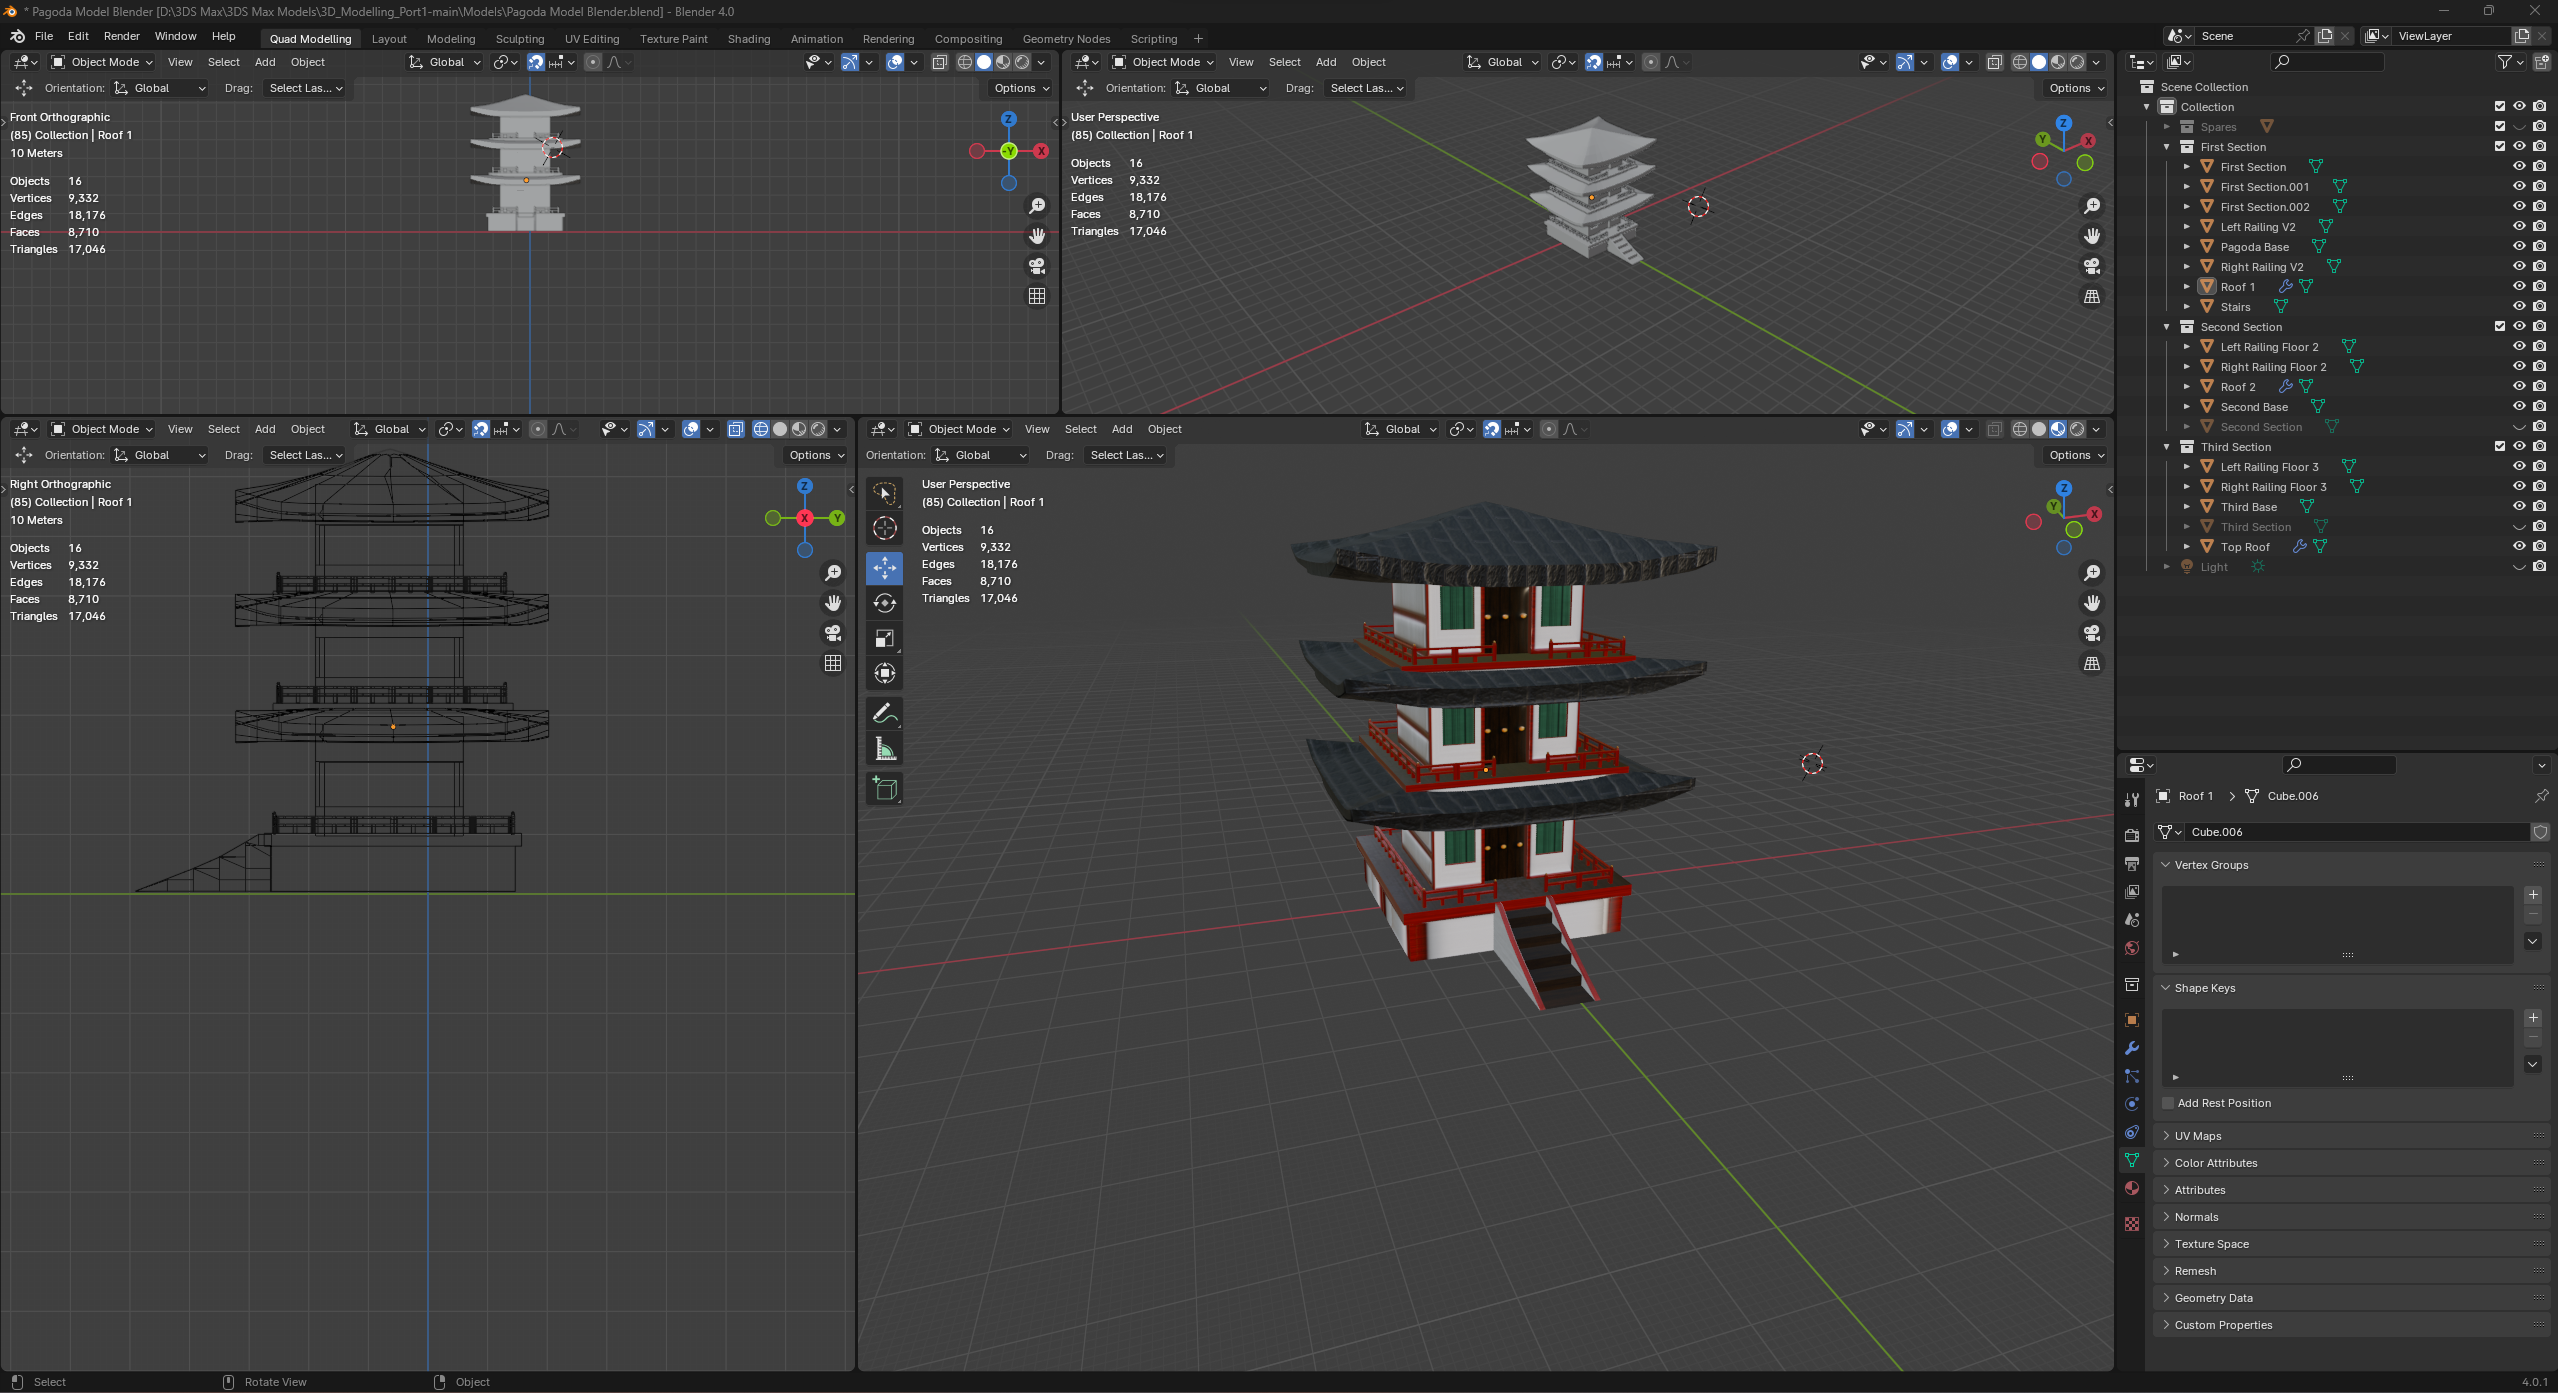 * Pagoda Model Blender [D:\3DS Max\3DS Max Models\3D_Modelling_Port1-main\Models\Pagoda Model Blender.blend] - Blender 4.0
File Edit Render Window Help Quad Modelling Layout Modeling Sculpting UV Editing Texture Paint Shading Animation Rendering Compositing Geometry Nodes Scripting + Scene ViewLayer
Object Mode View Select Add Object Global
Orientation: Global Drag: Select Las... Options
Front Orthographic
(85) Collection | Roof 1
10 Meters
Objects 16
Vertices 9,332
Edges 18,176
Faces 8,710
Triangles 17,046
Z
-Y
X
Object Mode View Select Add Object Global
Orientation: Global Drag: Select Las... Options
User Perspective
(85) Collection | Roof 1
Objects 16
Vertices 9,332
Edges 18,176
Faces 8,710
Triangles 17,046
Z
Y
X
Object Mode View Select Add Object Global
Orientation: Global Drag: Select Las... Options
Right Orthographic
(85) Collection | Roof 1
10 Meters
Objects 16
Vertices 9,332
Edges 18,176
Faces 8,710
Triangles 17,046
Z
X
Y
Object Mode View Select Add Object Global
Orientation: Global Drag: Select Las... Options
User Perspective
(85) Collection | Roof 1
Objects 16
Vertices 9,332
Edges 18,176
Faces 8,710
Triangles 17,046
Z
Y
X
Scene Collection
Collection
Spares
First Section
First Section
First Section.001
First Section.002
Left Railing V2
Pagoda Base
Right Railing V2
Roof 1
Stairs
Second Section
Left Railing Floor 2
Right Railing Floor 2
Roof 2
Second Base
Second Section
Third Section
Left Railing Floor 3
Right Railing Floor 3
Third Base
Third Section
Top Roof
Light
Roof 1 > Cube.006
Cube.006
Vertex Groups
Shape Keys
Add Rest Position
UV Maps
Color Attributes
Attributes
Normals
Texture Space
Remesh
Geometry Data
Custom Properties
Select Rotate View Object 4.0.1